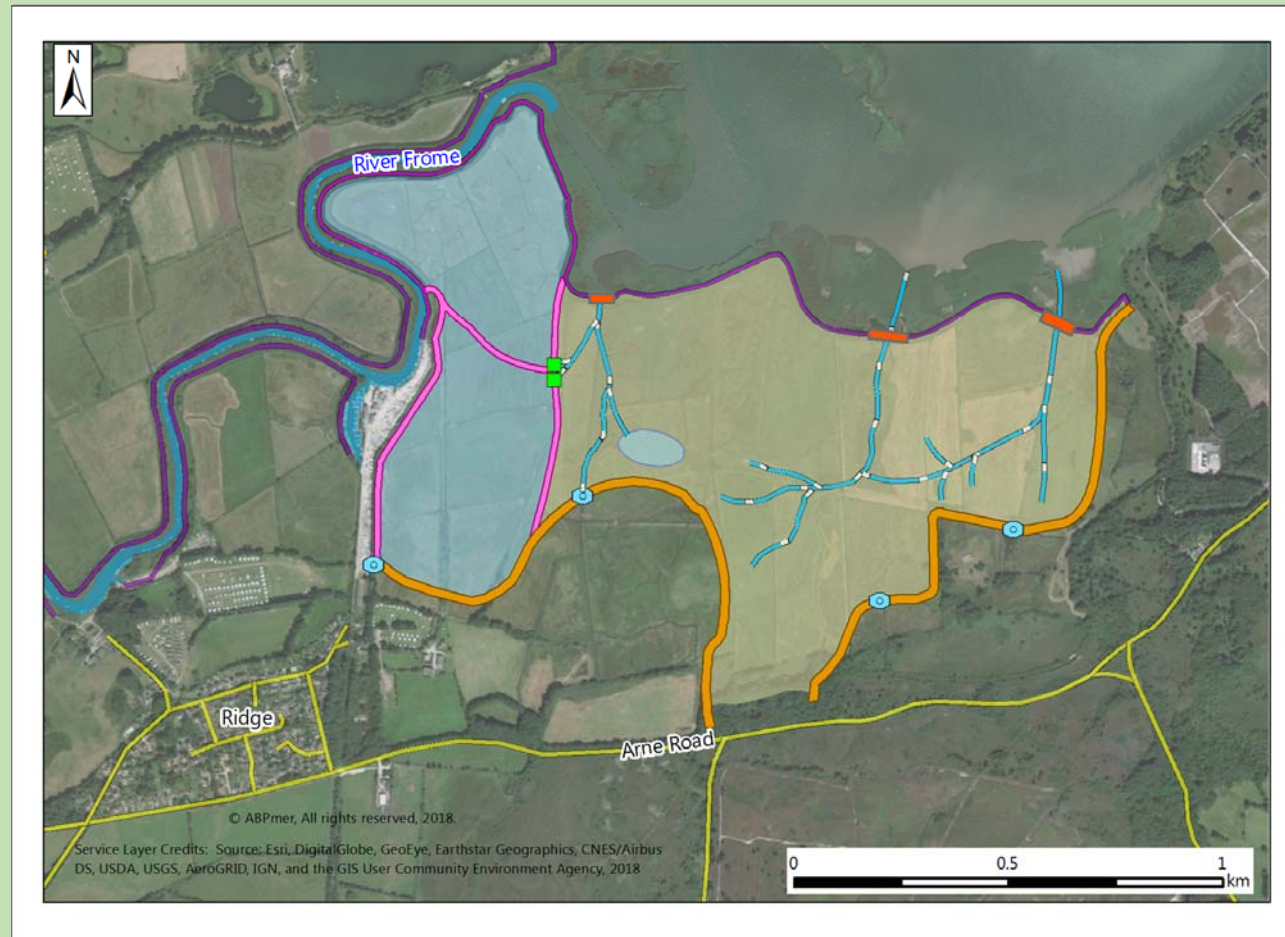 N
River Frome
Ridge
Arne Road
© ABPmer, All rights reserved, 2018.
Service Layer Credits: Source: Esri, DigitalGlobe, GeoEye, Earthstar Geographics, CNES/Airbus
DS, USDA, USGS, AeroGRID, IGN, and the GIS User Community Environment Agency, 2018
0 0.5 1
km